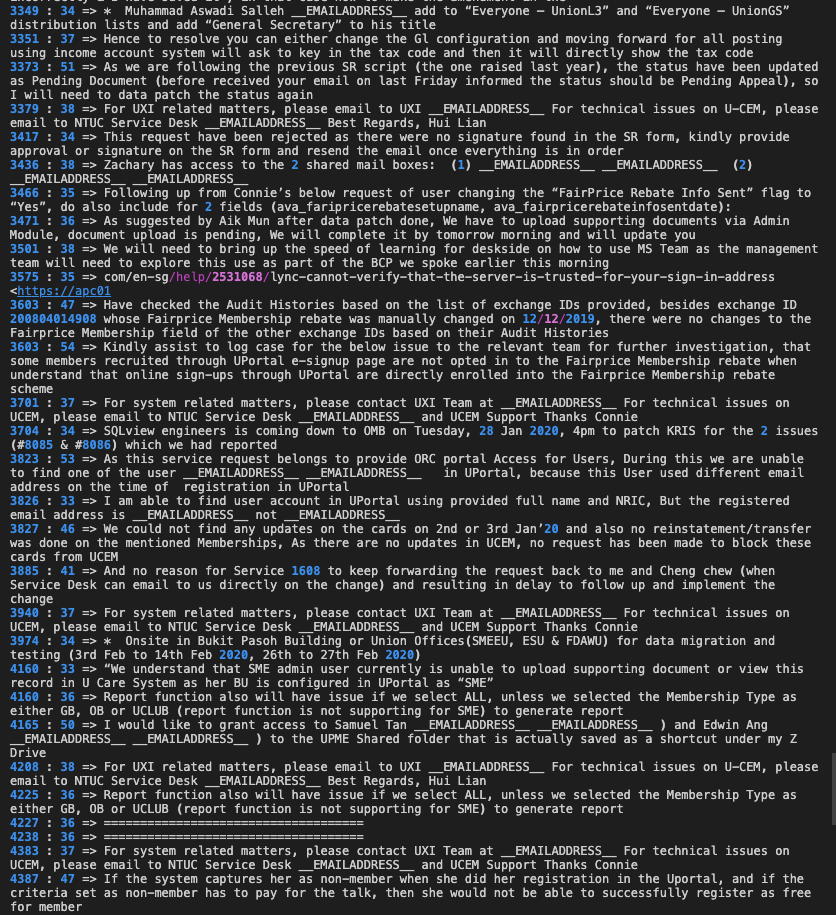 3349 : 34 => *  Muhammad Aswadi Salleh __EMAILADDRESS__ add to “Everyone – UnionL3” and “Everyone – UnionGS”
distribution lists and add “General Secretary” to his title
3351 : 37 => Hence to resolve you can either change the Gl configuration and moving forward for all posting
using income account system will ask to key in the tax code and then it will directly show the tax code
3373 : 51 => As we are following the previous SR script (the one raised last year), the status have been updated
as Pending Document (before received your email on last Friday informed the status should be Pending Appeal), so
I will need to data patch the status again
3379 : 38 => For UXI related matters, please email to UXI __EMAILADDRESS__ For technical issues on U-CEM, please
email to NTUC Service Desk __EMAILADDRESS__ Best Regards, Hui Lian
3417 : 34 => This request have been rejected as there were no signature found in the SR form, kindly provide
approval or signature on the SR form and resend the email once everything is in order
3436 : 38 => Zachary has access to the 2 shared mail boxes:  (1) __EMAILADDRESS__ __EMAILADDRESS__  (2)
__EMAILADDRESS__ __EMAILADDRESS__
3466 : 35 => Following up from Connie’s below request of user changing the “FairPrice Rebate Info Sent” flag to
“Yes”, do also include for 2 fields (ava_faripricerebatesetupname, ava_fairpricerebateinfosentdate):
3471 : 36 => As suggested by Aik Mun after data patch done, We have to upload supporting documents via Admin
Module, document upload is pending, We will complete it by tomorrow morning and will update you
3501 : 38 => We will need to bring up the speed of learning for deskside on how to use MS Team as the management
team will need to explore this use as part of the BCP we spoke earlier this morning
3575 : 35 => com/en-sg/help/2531068/lync-cannot-verify-that-the-server-is-trusted-for-your-sign-in-address
<https://apc01
3603 : 47 => Have checked the Audit Histories based on the list of exchange IDs provided, besides exchange ID
200804014908 whose Fairprice Membership rebate was manually changed on 12/12/2019, there were no changes to the
Fairprice Membership field of the other exchange IDs based on their Audit Histories
3603 : 54 => Kindly assist to log case for the below issue to the relevant team for further investigation, that
some members recruited through UPortal e-signup page are not opted in to the Fairprice Membership rebate when
understand that online sign-ups through UPortal are directly enrolled into the Fairprice Membership rebate
scheme
3701 : 37 => For system related matters, please contact UXI Team at __EMAILADDRESS__ For technical issues on
UCEM, please email to NTUC Service Desk __EMAILADDRESS__ and UCEM Support Thanks Connie
3704 : 34 => SQLview engineers is coming down to OMB on Tuesday, 28 Jan 2020, 4pm to patch KRIS for the 2 issues
(#8085 & #8086) which we had reported
3823 : 53 => As this service request belongs to provide ORC portal Access for Users, During this we are unable
to find one of the user __EMAILADDRESS__ __EMAILADDRESS__   in UPortal, because this User used different email
address on the time of  registration in UPortal
3826 : 33 => I am able to find user account in UPortal using provided full name and NRIC, But the registered
email address is __EMAILADDRESS__ not __EMAILADDRESS__
3827 : 46 => We could not find any updates on the cards on 2nd or 3rd Jan’20 and also no reinstatement/transfer
was done on the mentioned Memberships, As there are no updates in UCEM, no request has been made to block these
cards from UCEM
3885 : 41 => And no reason for Service 1608 to keep forwarding the request back to me and Cheng chew (when
Service Desk can email to us directly on the change) and resulting in delay to follow up and implement the
change
3940 : 37 => For system related matters, please contact UXI Team at __EMAILADDRESS__ For technical issues on
UCEM, please email to NTUC Service Desk __EMAILADDRESS__ and UCEM Support Thanks Connie
3974 : 34 => *  Onsite in Bukit Pasoh Building or Union Offices(SMEEU, ESU & FDAWU) for data migration and
testing (3rd Feb to 14th Feb 2020, 26th to 27th Feb 2020)
4160 : 33 => “We understand that SME admin user currently is unable to upload supporting document or view this
record in U Care System as her BU is configured in UPortal as “SME”
4160 : 36 => Report function also will have issue if we select ALL, unless we selected the Membership Type as
either GB, OB or UCLUB (report function is not supporting for SME) to generate report
4165 : 50 => I would like to grant access to Samuel Tan __EMAILADDRESS__ __EMAILADDRESS__ ) and Edwin Ang
__EMAILADDRESS__ __EMAILADDRESS__ ) to the UPME Shared folder that is actually saved as a shortcut under my Z
Drive
4208 : 38 => For UXI related matters, please email to UXI __EMAILADDRESS__ For technical issues on U-CEM, please
email to NTUC Service Desk __EMAILADDRESS__ Best Regards, Hui Lian
4225 : 36 => Report function also will have issue if we select ALL, unless we selected the Membership Type as
either GB, OB or UCLUB (report function is not supporting for SME) to generate report
4227 : 36 => ====================================
4238 : 36 => ====================================
4383 : 37 => For system related matters, please contact UXI Team at __EMAILADDRESS__ For technical issues on
UCEM, please email to NTUC Service Desk __EMAILADDRESS__ and UCEM Support Thanks Connie
4387 : 47 => If the system captures her as non-member when she did her registration in the Uportal, and if the
criteria set as non-member has to pay for the talk, then she would not be able to successfully register as free
for member